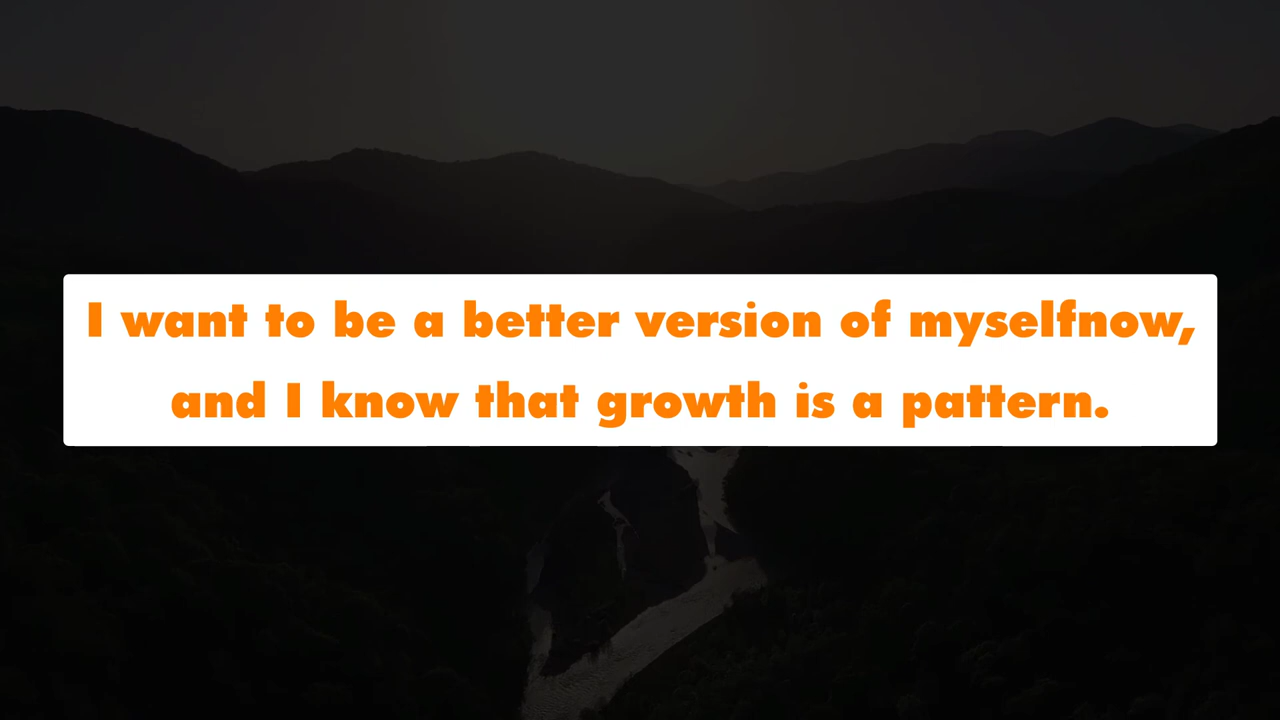 I want to be a better version of myselfnow,
and I know that growth is a pattern.